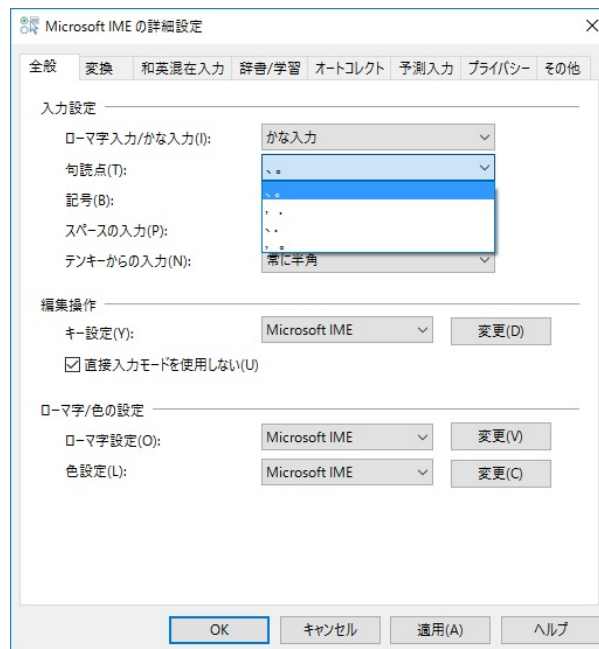 Microsoft IME の詳細設定
全般 変換 和英混在入力 辞書/学習 オートコレクト 予測入力 プライバシー その他
入力設定
ローマ字入力/かな入力(I): かな入力
句読点(T): 、。
記号(B): 、。
，．
スペースの入力(P): 、．
，。
テンキーからの入力(N): 常に半角
編集操作
キー設定(Y): Microsoft IME 変更(D)
直接入力モードを使用しない(U)
ローマ字/色の設定
ローマ字設定(O): Microsoft IME 変更(V)
色設定(L): Microsoft IME 変更(C)
OK キャンセル 適用(A) ヘルプ